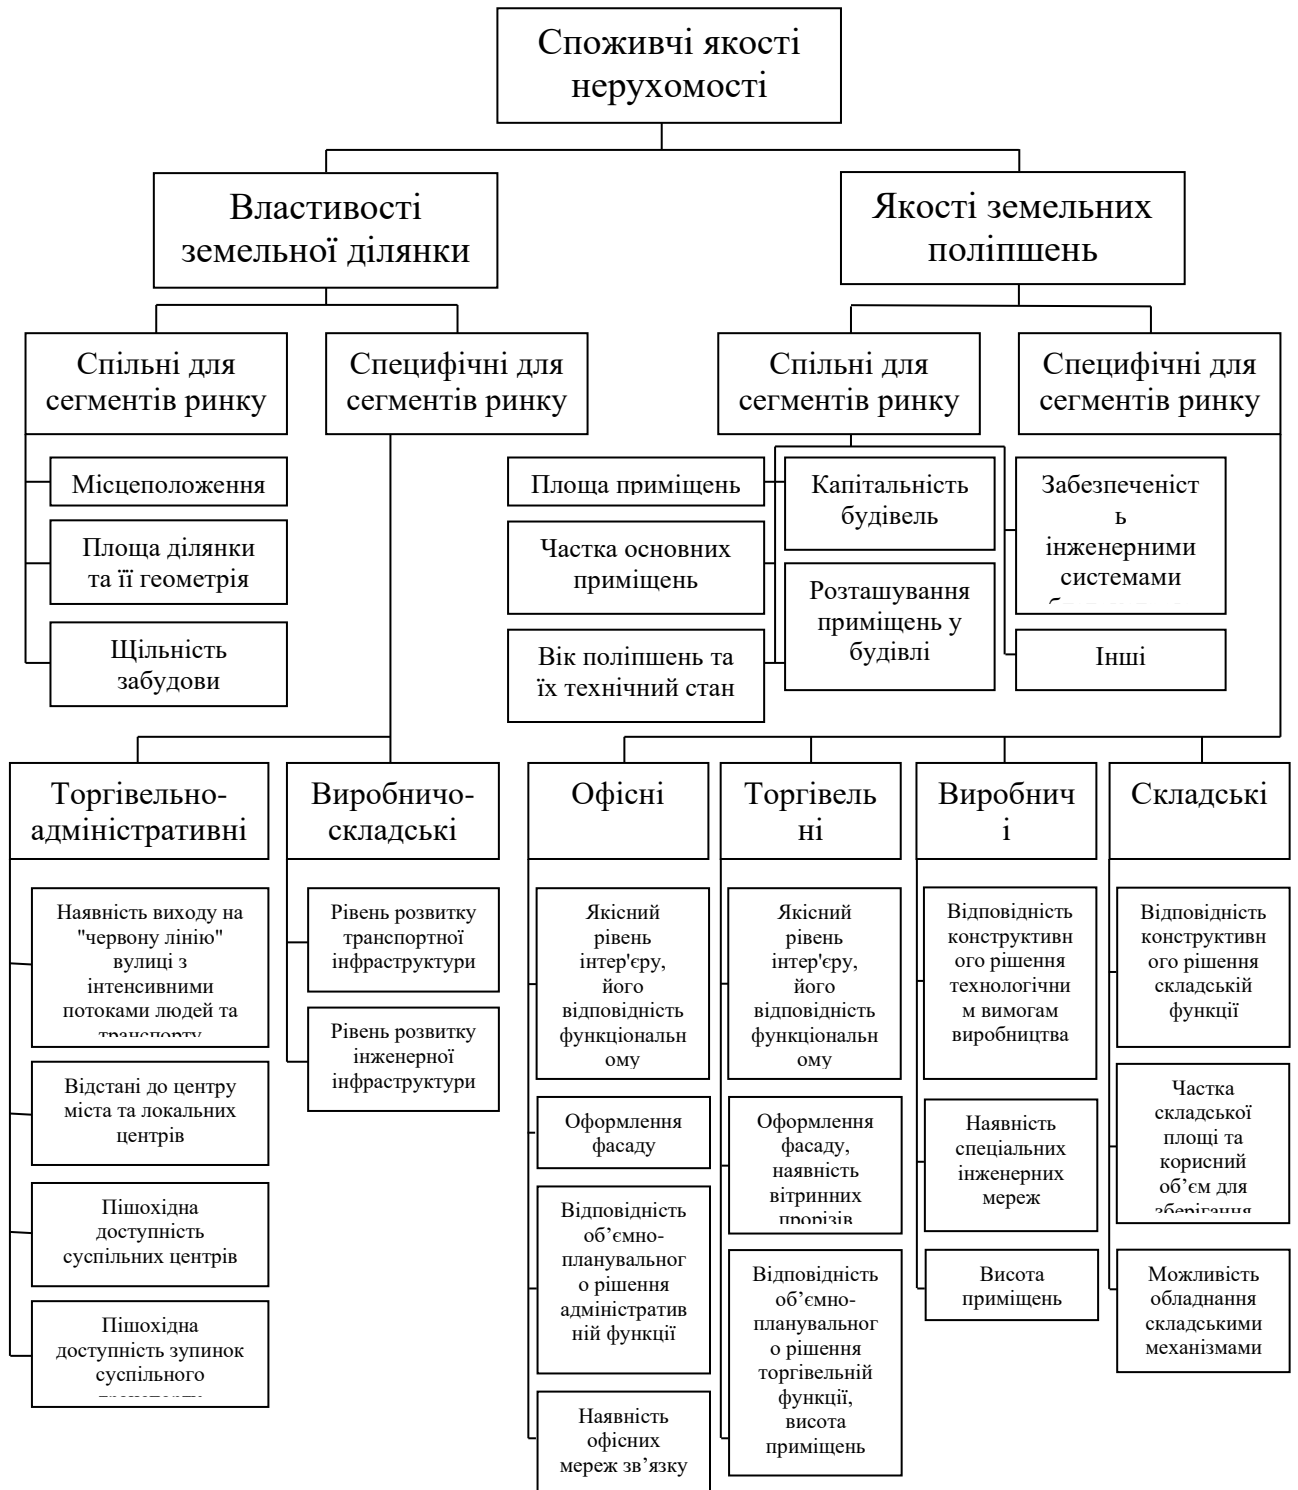 Споживчі якості
нерухомості
Властивості
земельної ділянки
Якості земельних
поліпшень
Спільні для
сегментів ринку
Специфічні для
сегментів ринку
Спільні для
сегментів ринку
Специфічні для
сегментів ринку
Місцеположення
Площа ділянки
та її геометрія
Щільність
забудови
Площа приміщень
Частка основних
приміщень
Вік поліпшень та
їх технічний стан
Капітальність
будівель
Розташування
приміщень у
будівлі
Забезпеченіст
ь
інженерними
системами
Інші
Торгівельно-
адміністративні
Виробничо-
складські
Офісні
Торгівель
ні
Виробнич
і
Складські
Наявність виходу на
"червону лінію"
вулиці з
інтенсивними
потоками людей та
транспорту
Відстані до центру
міста та локальних
центрів
Пішохідна
доступність
суспільних центрів
Пішохідна
доступність зупинок
суспільного
транспорту
Рівень розвитку
транспортної
інфраструктури
Рівень розвитку
інженерної
інфраструктури
Якісний
рівень
інтер'єру,
його
відповідність
функціональн
ому
Оформлення
фасаду
Відповідність
об’ємно-
планувальног
о рішення
адміністратив
ній функції
Наявність
офісних
мереж зв’язку
Якісний
рівень
інтер'єру,
його
відповідність
функціональн
ому
Оформлення
фасаду,
наявність
вітринних
прорізів
Відповідність
об’ємно-
планувальног
о рішення
торгівельній
функції,
висота
приміщень
Відповідність
конструктивн
ого рішення
технологічни
м вимогам
виробництва
Наявність
спеціальних
інженерних
мереж
Висота
приміщень
Відповідність
конструктивн
ого рішення
складській
функції
Частка
складської
площі та
корисний
об’єм для
зберігання
Можливість
обладнання
складськими
механізмами